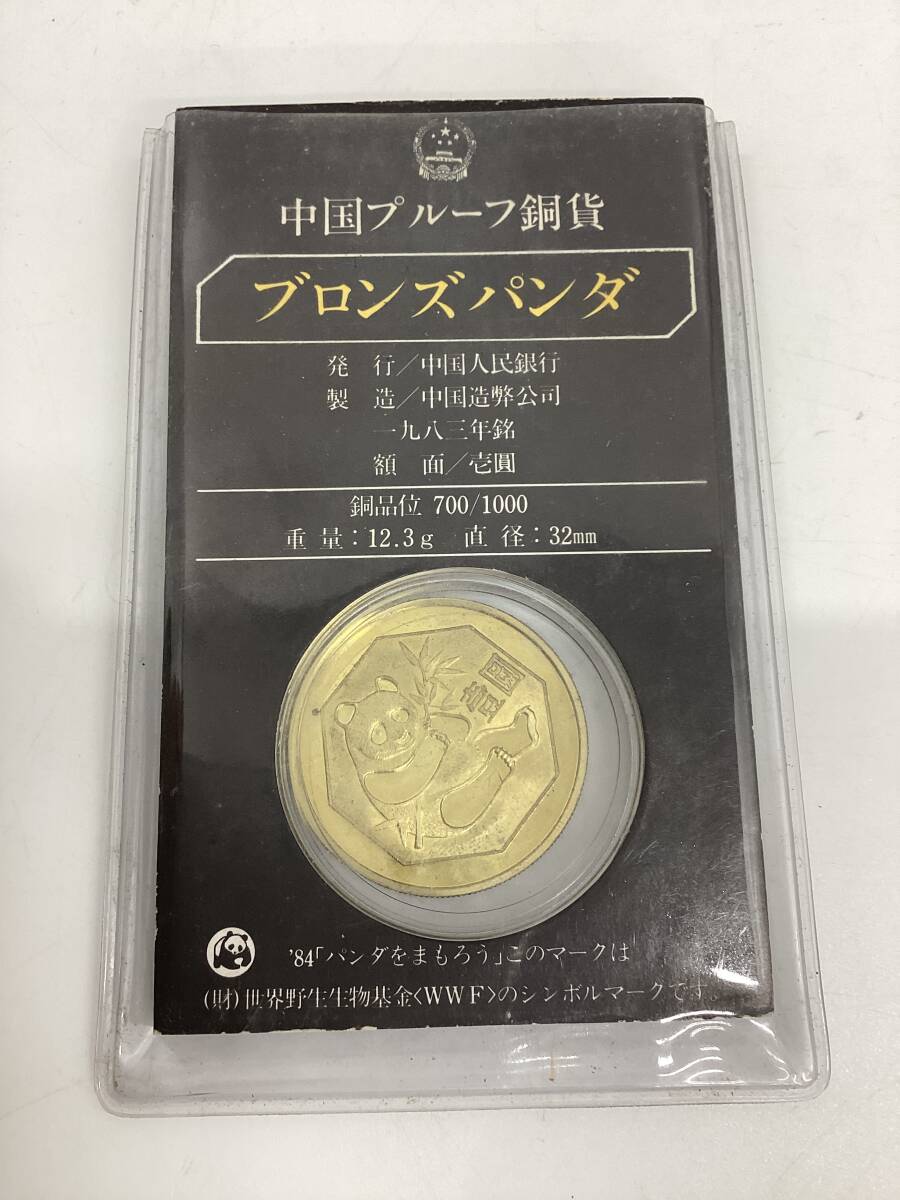 中国プルーフ銅貨
ブロンズパンダ
発 行／中国人民銀行
製 造／中国造幣公司
一九八三年銘
額 面／壱圓
銅品位 700/1000
重 量：12.3g 直 径：32mm
壹圆
'84「パンダをまもろう」このマークは
(財)世界野生生物基金〈WWF〉のシンボルマークです。